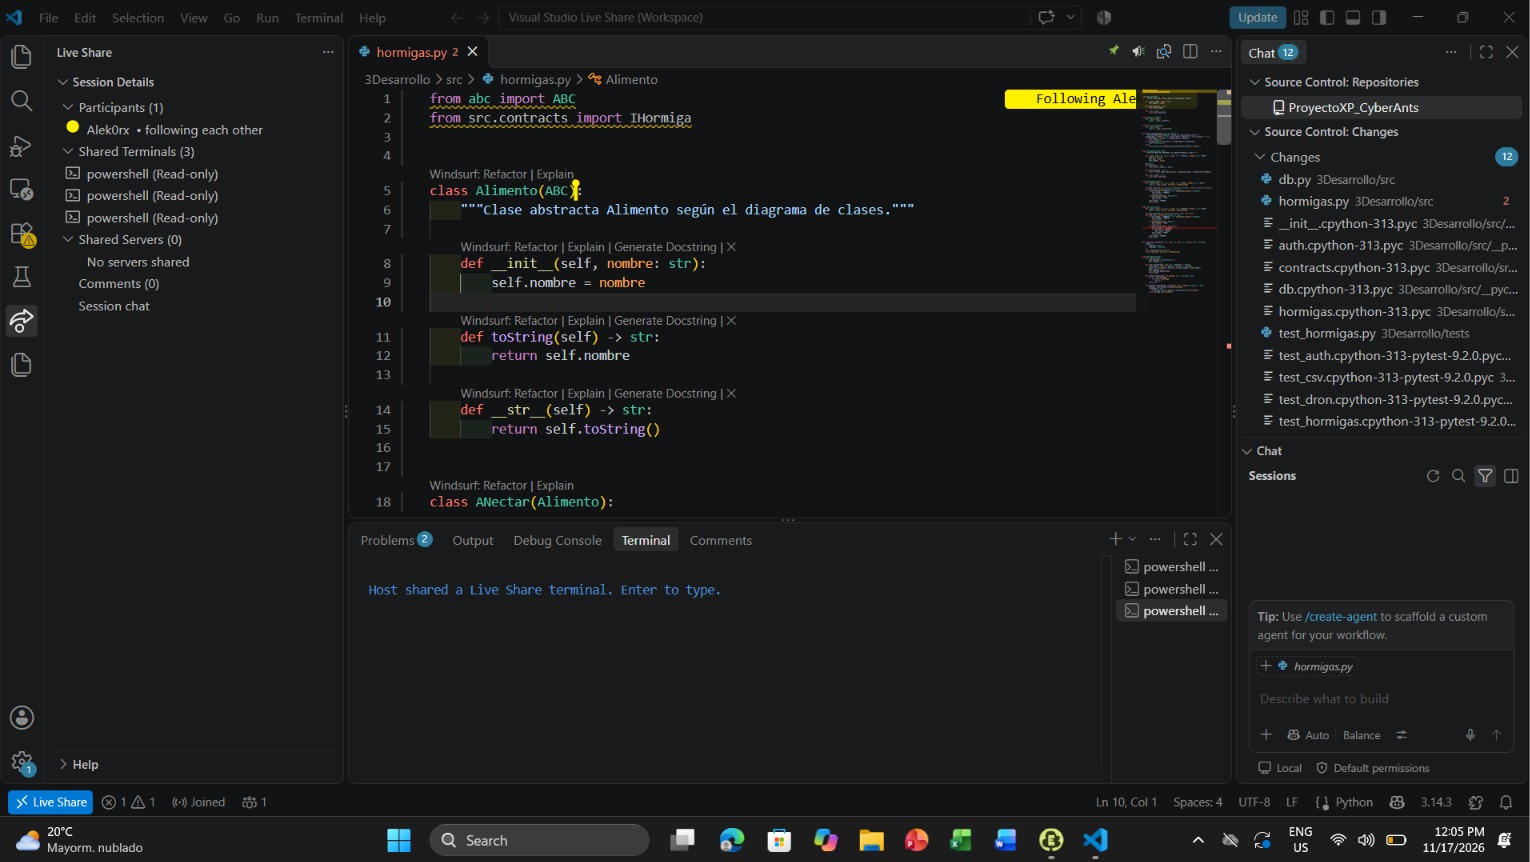 File Edit Selection View Go Run Terminal Help
Visual Studio Live Share (Workspace)
Update
Live Share
Session Details
Participants (1)
Alek0rx • following each other
Shared Terminals (3)
powershell (Read-only)
powershell (Read-only)
powershell (Read-only)
Shared Servers (0)
No servers shared
Comments (0)
Session chat
Help
1
hormigas.py 2
3Desarrollo > src > hormigas.py > Alimento
Following Ale
1 from abc import ABC
2 from src.contracts import IHormiga
3
4
Windsurf: Refactor | Explain
5 class Alimento(ABC):
6 """Clase abstracta Alimento según el diagrama de clases."""
7
Windsurf: Refactor | Explain | Generate Docstring | X
8 def __init__(self, nombre: str):
9 self.nombre = nombre
10
Windsurf: Refactor | Explain | Generate Docstring | X
11 def toString(self) -> str:
12 return self.nombre
13
Windsurf: Refactor | Explain | Generate Docstring | X
14 def __str__(self) -> str:
15 return self.toString()
16
17
Windsurf: Refactor | Explain
18 class ANectar(Alimento):
Problems 2 Output Debug Console Terminal Comments
Host shared a Live Share terminal. Enter to type.
powershell ...
powershell ...
powershell ...
Chat 12
Source Control: Repositories
ProyectoXP_CyberAnts
Source Control: Changes
Changes 12
db.py 3Desarrollo/src
hormigas.py 3Desarrollo/src 2
__init__.cpython-313.pyc 3Desarrollo/src/...
auth.cpython-313.pyc 3Desarrollo/src/__p...
contracts.cpython-313.pyc 3Desarrollo/sr...
db.cpython-313.pyc 3Desarrollo/src/__pyc...
hormigas.cpython-313.pyc 3Desarrollo/s...
test_hormigas.py 3Desarrollo/tests
test_auth.cpython-313-pytest-9.2.0.pyc...
test_csv.cpython-313-pytest-9.2.0.pyc 3...
test_dron.cpython-313-pytest-9.2.0.pyc...
test_hormigas.cpython-313-pytest-9.2.0...
Chat
Sessions
Tip: Use /create-agent to scaffold a custom
agent for your workflow.
hormigas.py
Describe what to build
Auto Balance
Local Default permissions
Live Share 1 1 Joined 1
Ln 10, Col 1 Spaces: 4 UTF-8 LF Python 3.14.3
20°C
Mayorm. nublado
Search
ENG
US
12:05 PM
11/17/2026